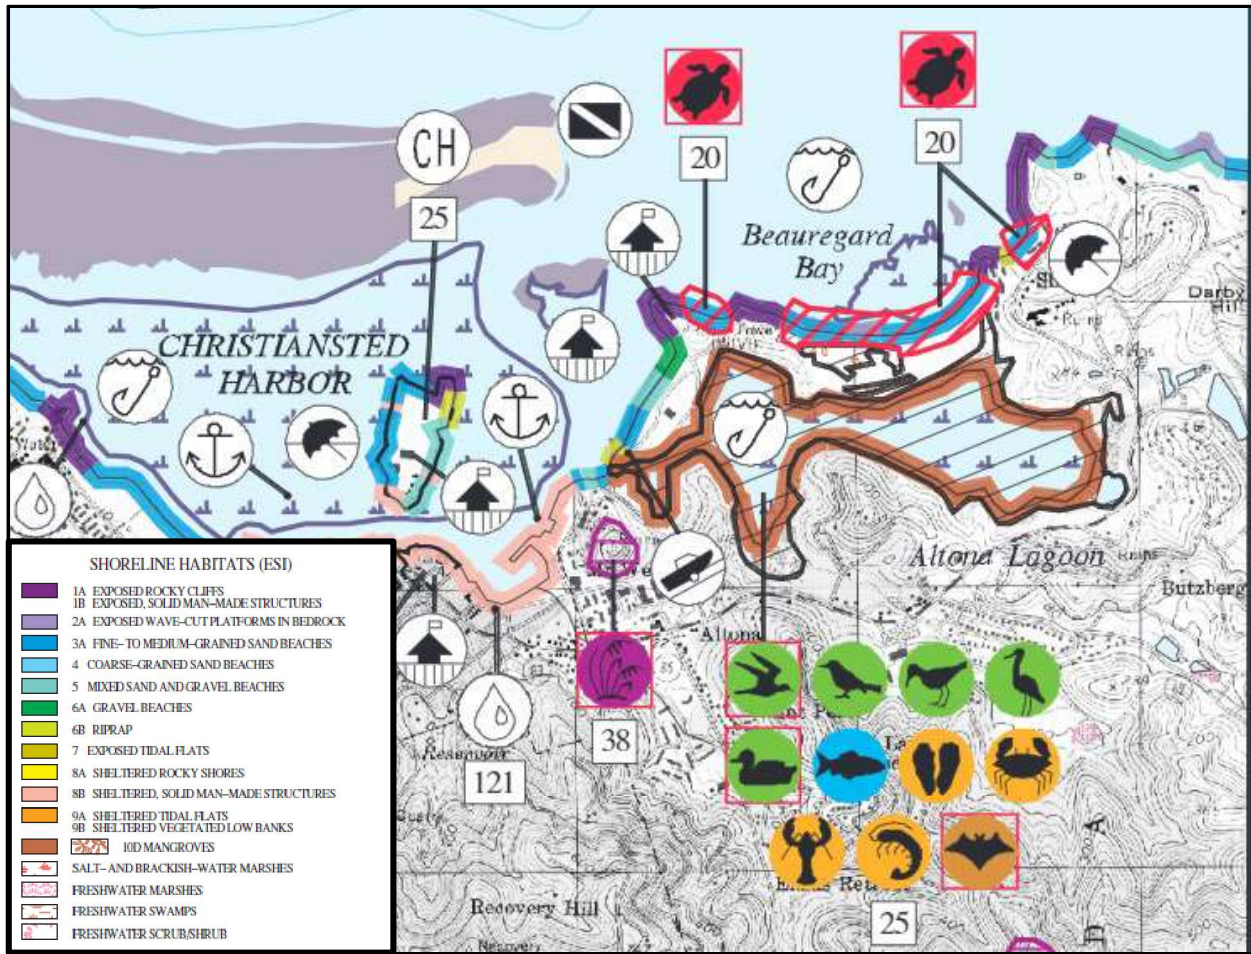 CH
20
20
25
Beauregard
Bay
CHRISTIANSTED
HARBOR
Darby
Hill
Ruins
Ruins
Altona Lagoon
Ruins
Butzberg
Altona
38
Reservoir
121
25
Recovery Hill
SHORELINE HABITATS (ESI)
1A EXPOSED ROCKY CLIFFS
1B EXPOSED, SOLID MAN-MADE STRUCTURES
2A EXPOSED WAVE-CUT PLATFORMS IN BEDROCK
3A FINE- TO MEDIUM-GRAINED SAND BEACHES
4 COARSE-GRAINED SAND BEACHES
5 MIXED SAND AND GRAVEL BEACHES
6A GRAVEL BEACHES
6B RIPRAP
7 EXPOSED TIDAL FLATS
8A SHELTERED ROCKY SHORES
8B SHELTERED, SOLID MAN-MADE STRUCTURES
9A SHELTERED TIDAL FLATS
9B SHELTERED VEGETATED LOW BANKS
10D MANGROVES
SALT- AND BRACKISH-WATER MARSHES
FRESHWATER MARSHES
FRESHWATER SWAMPS
FRESHWATER SCRUB/SHRUB